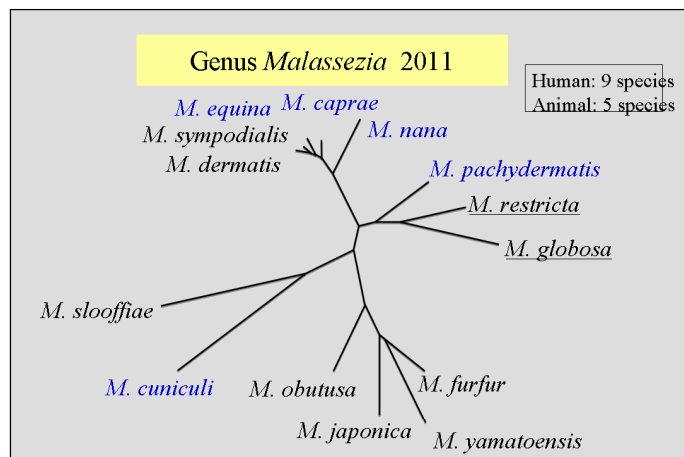 Genus Malassezia 2011
Human: 9 species
Animal: 5 species
M. equina
M. caprae
M. sympodialis
M. nana
M. dermatis
M. pachydermatis
M. restricta
M. globosa
M. slooffiae
M. cuniculi
M. obutusa
M. furfur
M. japonica
M. yamatoensis